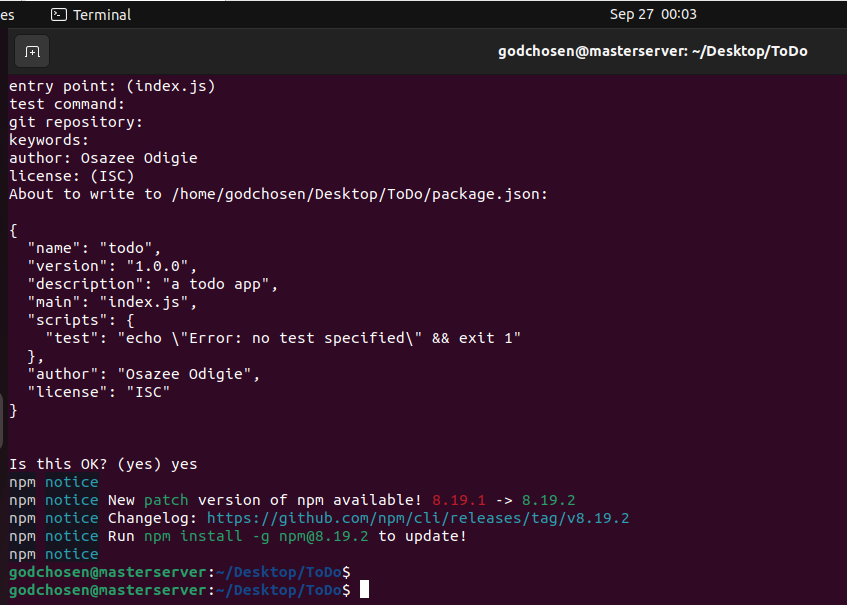 es Terminal Sep 27 00:03
godchosen@masterserver: ~/Desktop/ToDo
entry point: (index.js)
test command:
git repository:
keywords:
author: Osazee Odigie
license: (ISC)
About to write to /home/godchosen/Desktop/ToDo/package.json:

{
  "name": "todo",
  "version": "1.0.0",
  "description": "a todo app",
  "main": "index.js",
  "scripts": {
    "test": "echo \"Error: no test specified\" && exit 1"
  },
  "author": "Osazee Odigie",
  "license": "ISC"
}


Is this OK? (yes) yes
npm notice
npm notice New patch version of npm available! 8.19.1 -> 8.19.2
npm notice Changelog: https://github.com/npm/cli/releases/tag/v8.19.2
npm notice Run npm install -g npm@8.19.2 to update!
npm notice
godchosen@masterserver:~/Desktop/ToDo$
godchosen@masterserver:~/Desktop/ToDo$